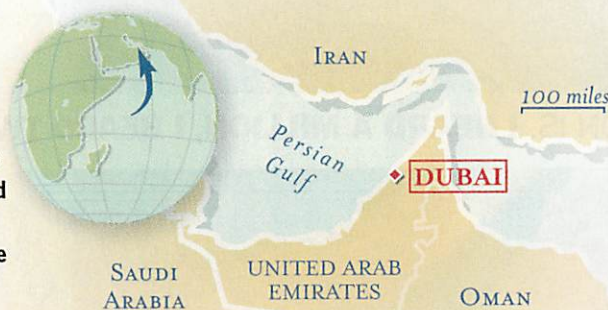 IRAN
100 miles
Persian
Gulf
DUBAI
d
e
SAUDI
ARABIA
UNITED ARAB
EMIRATES
OMAN